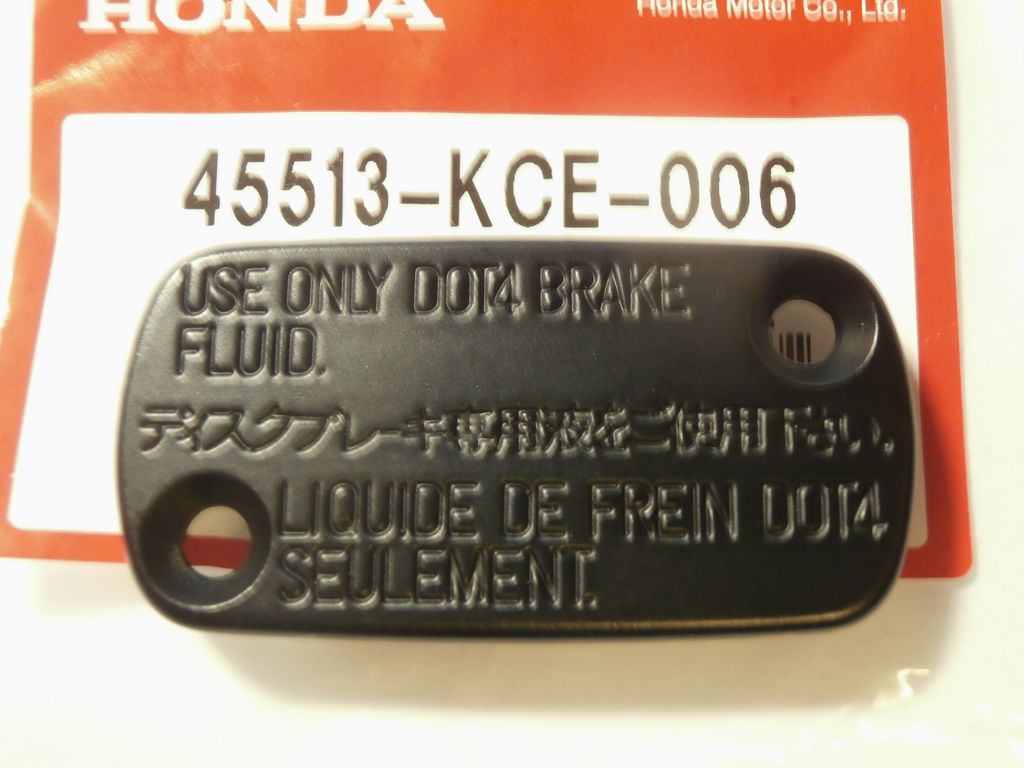 HONDA
Honda Motor Co., Ltd.
45513-KCE-006
USE ONLY DOT4 BRAKE
FLUID.
ディスクブレーキ専用液をご使用下さい。
LIQUIDE DE FREIN DOT4
SEULEMENT.